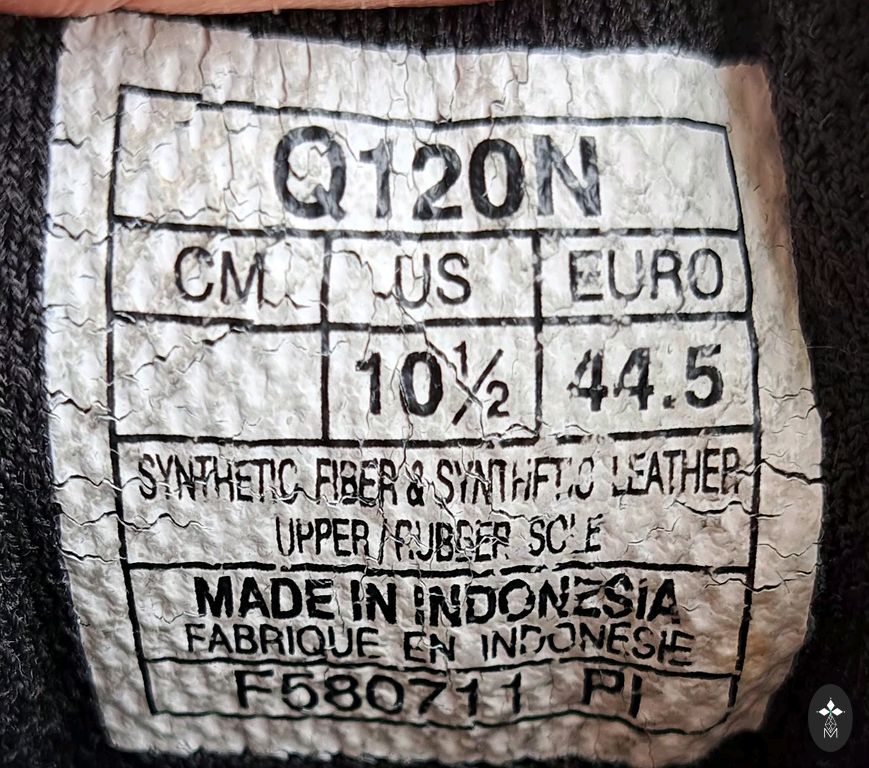 Q120N
CM US EURO
10½ 44.5
SYNTHETIC FIBER & SYNTHETIC LEATHER
UPPER / RUBBER SOLE
MADE IN INDONESIA
FABRIQUE EN INDONESIE
F580711 PI
M